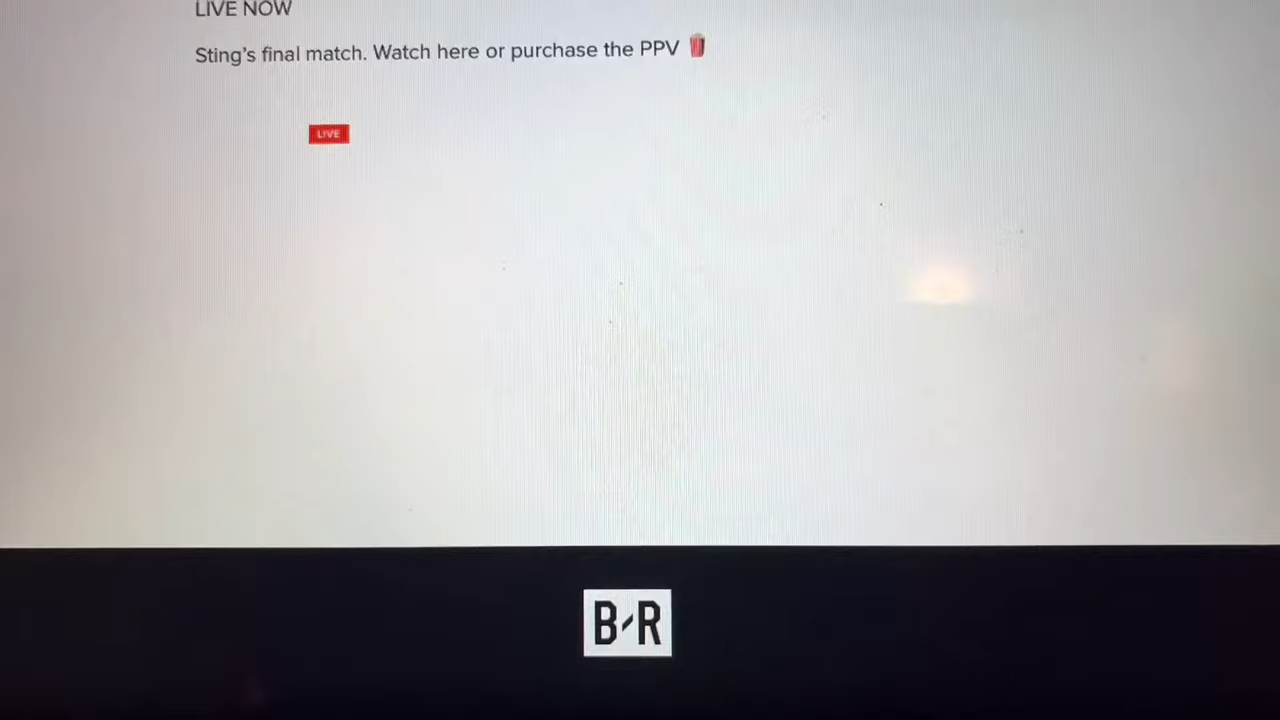 LIVE NOW
Sting’s final match. Watch here or purchase the PPV 🍿
LIVE
B/R